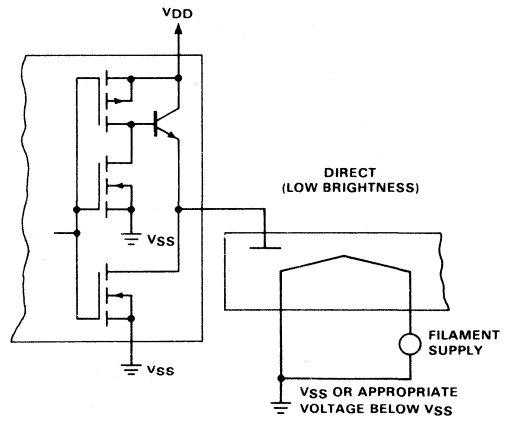 VDD
DIRECT
(LOW BRIGHTNESS)
VSS
FILAMENT
SUPPLY
VSS
VSS OR APPROPRIATE
VOLTAGE BELOW VSS